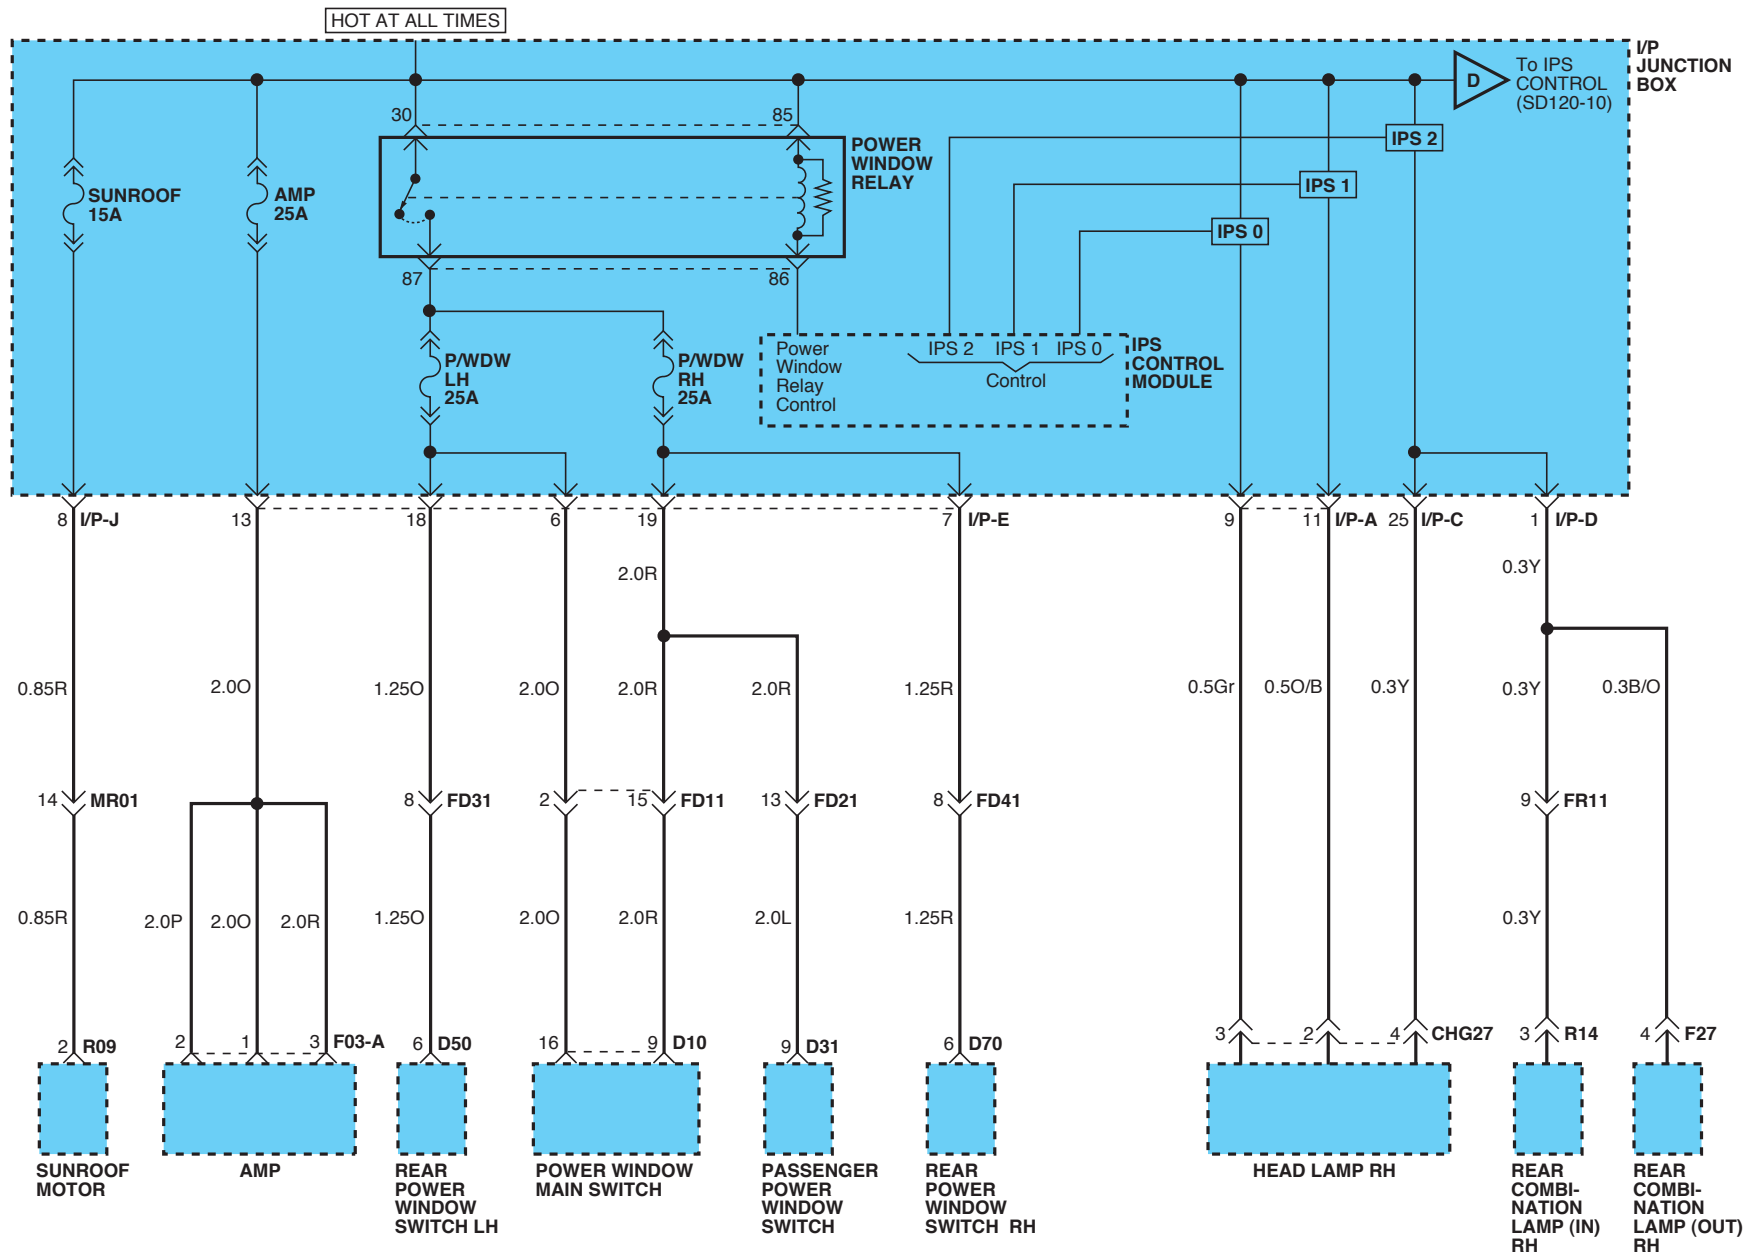 HOT AT ALL TIMES
I/P
JUNCTION
BOX
D
To IPS
CONTROL
(SD120-10)
30
85
POWER
WINDOW
RELAY
IPS 2
IPS 1
IPS 0
SUNROOF
15A
AMP
25A
87
86
P/WDW
LH
25A
P/WDW
RH
25A
Power
Window
Relay
Control
IPS 2 IPS 1 IPS 0
Control
IPS
CONTROL
MODULE
8 I/P-J 13 18 6 19 7 I/P-E 9 11 I/P-A 25 I/P-C 1 I/P-D
2.0R 0.3Y
0.85R 2.0O 1.25O 2.0O 2.0R 2.0R 1.25R 0.5Gr 0.5O/B 0.3Y 0.3Y 0.3B/O
14 MR01 8 FD31 2 15 FD11 13 FD21 8 FD41 9 FR11
0.85R 2.0P 2.0O 2.0R 1.25O 2.0O 2.0R 2.0L 1.25R 0.3Y
2 R09 2 1 3 F03-A 6 D50 16 9 D10 9 D31 6 D70 3 2 4 CHG27 3 R14 4 F27
SUNROOF
MOTOR
AMP
REAR
POWER
WINDOW
SWITCH LH
POWER WINDOW
MAIN SWITCH
PASSENGER
POWER
WINDOW
SWITCH
REAR
POWER
WINDOW
SWITCH RH
HEAD LAMP RH
REAR
COMBI-
NATION
LAMP (IN)
RH
REAR
COMBI-
NATION
LAMP (OUT)
RH